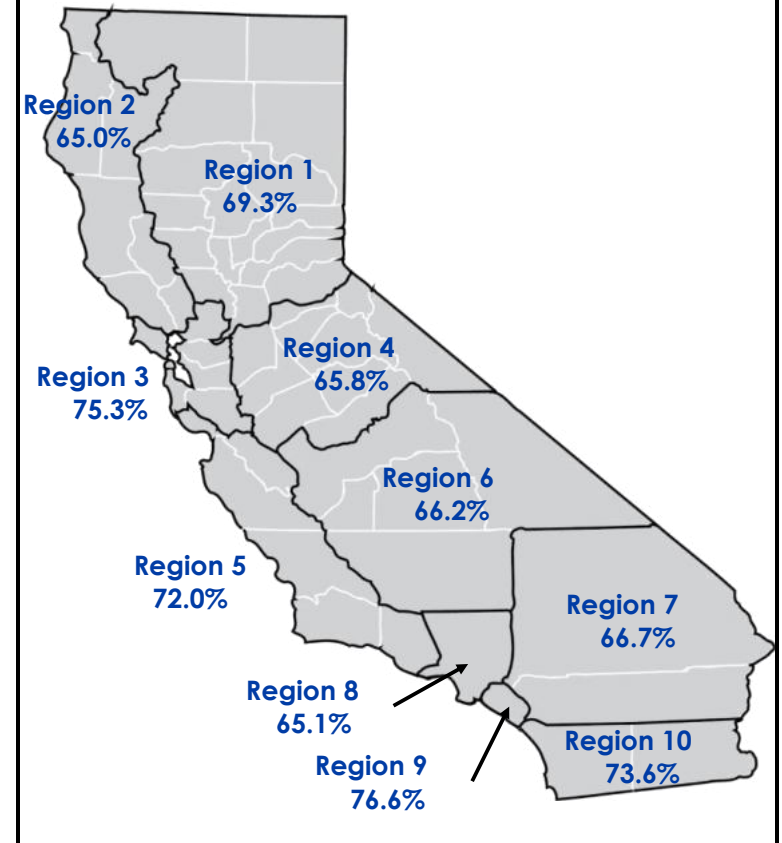 Region 2
65.0%
Region 1
69.3%
Region 4
65.8%
Region 3
75.3%
Region 6
66.2%
Region 5
72.0%
Region 7
66.7%
Region 8
65.1%
Region 9
76.6%
Region 10
73.6%